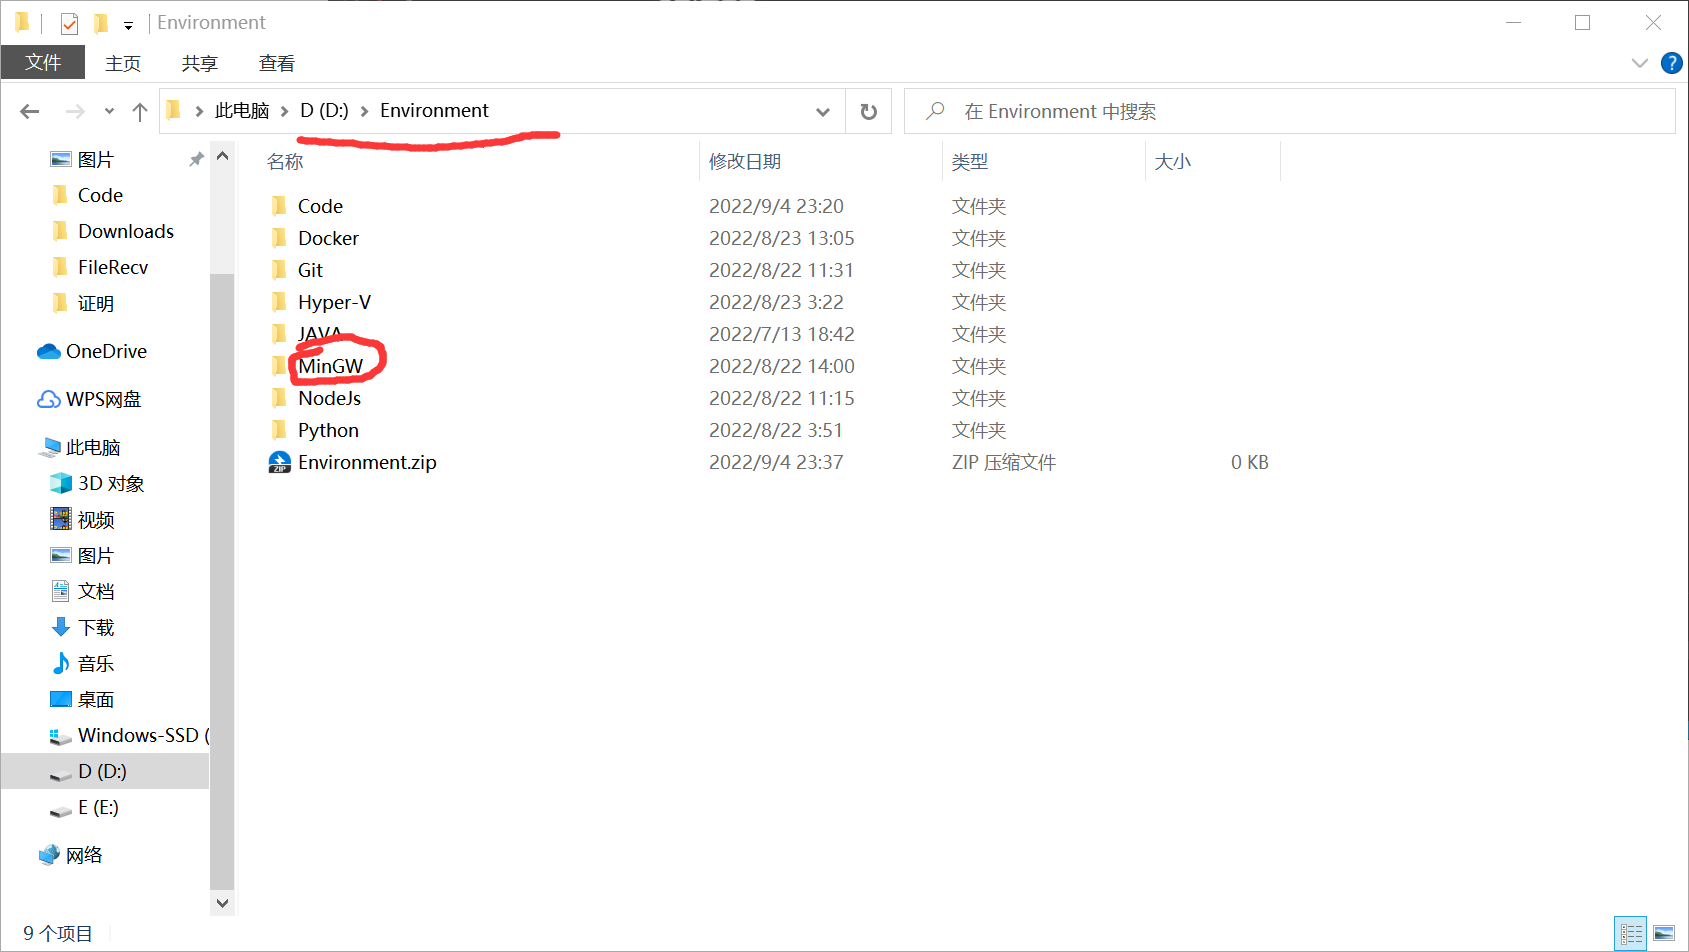 Environment
文件 主页 共享 查看 ?
此电脑 D (D:) Environment 在 Environment 中搜索
名称 修改日期 类型 大小
图片
Code
Downloads
FileRecv
证明
OneDrive
WPS网盘
此电脑
3D 对象
视频
图片
文档
下载
音乐
桌面
Windows-SSD (
D (D:)
E (E:)
网络
Code 2022/9/4 23:20 文件夹
Docker 2022/8/23 13:05 文件夹
Git 2022/8/22 11:31 文件夹
Hyper-V 2022/8/23 3:22 文件夹
JAVA 2022/7/13 18:42 文件夹
MinGW 2022/8/22 14:00 文件夹
NodeJs 2022/8/22 11:15 文件夹
Python 2022/8/22 3:51 文件夹
Environment.zip 2022/9/4 23:37 ZIP 压缩文件 0 KB
9 个项目